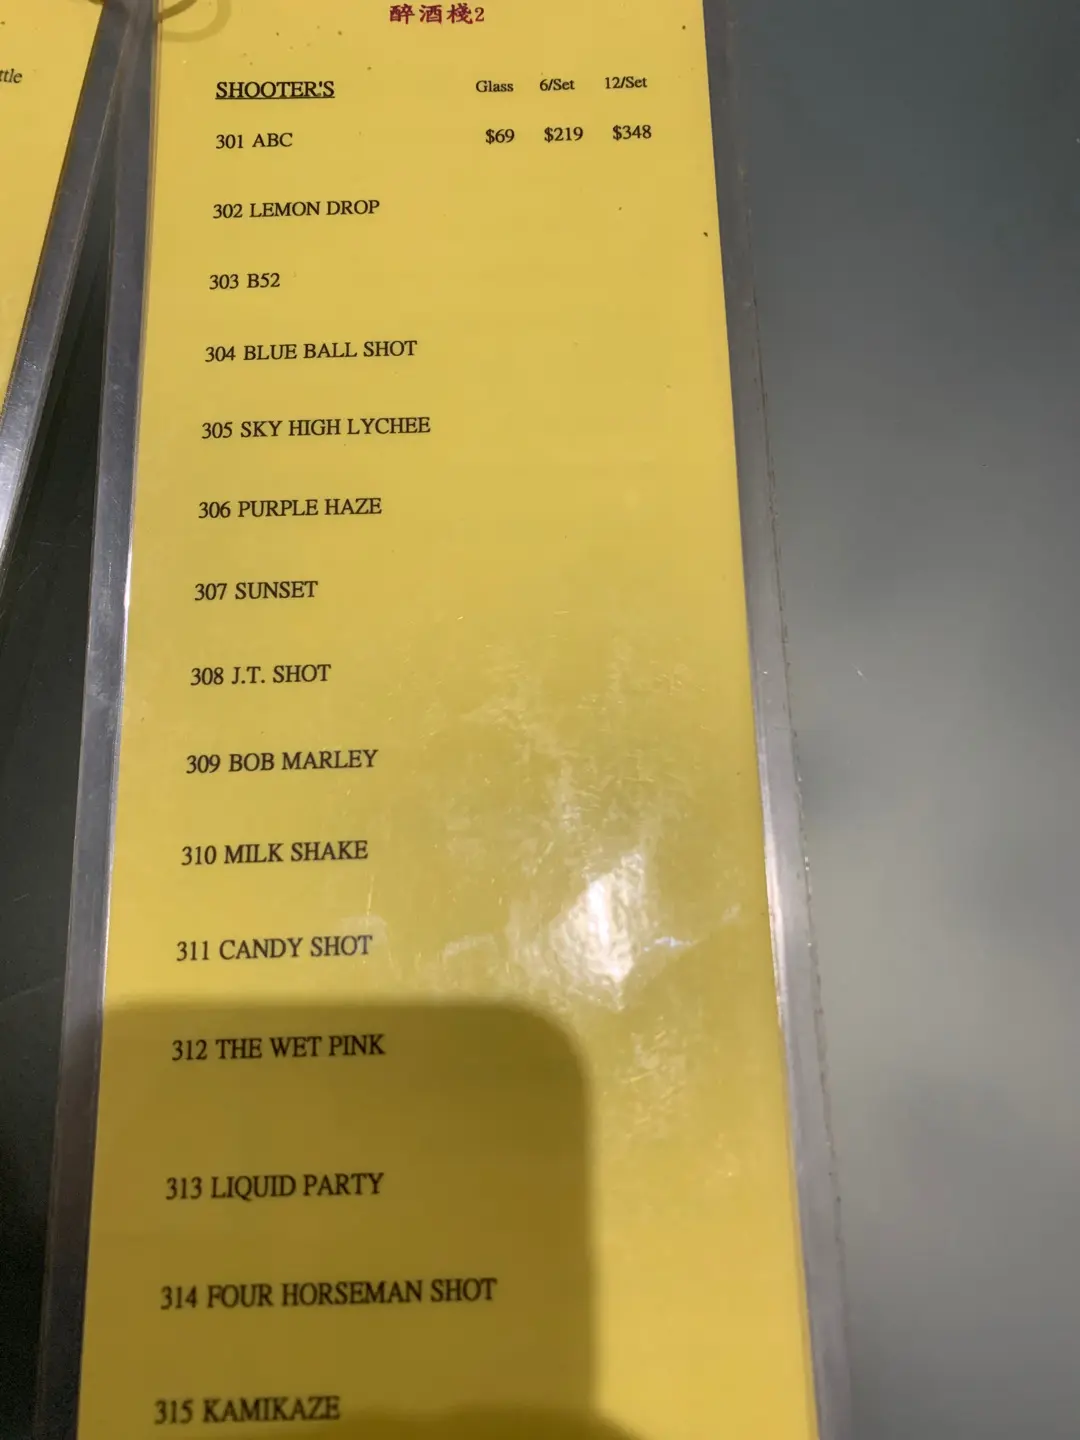 ttle
醉酒棧2
SHOOTER'S Glass 6/Set 12/Set
301 ABC $69 $219 $348
302 LEMON DROP
303 B52
304 BLUE BALL SHOT
305 SKY HIGH LYCHEE
306 PURPLE HAZE
307 SUNSET
308 J.T. SHOT
309 BOB MARLEY
310 MILK SHAKE
311 CANDY SHOT
312 THE WET PINK
313 LIQUID PARTY
314 FOUR HORSEMAN SHOT
315 KAMIKAZE